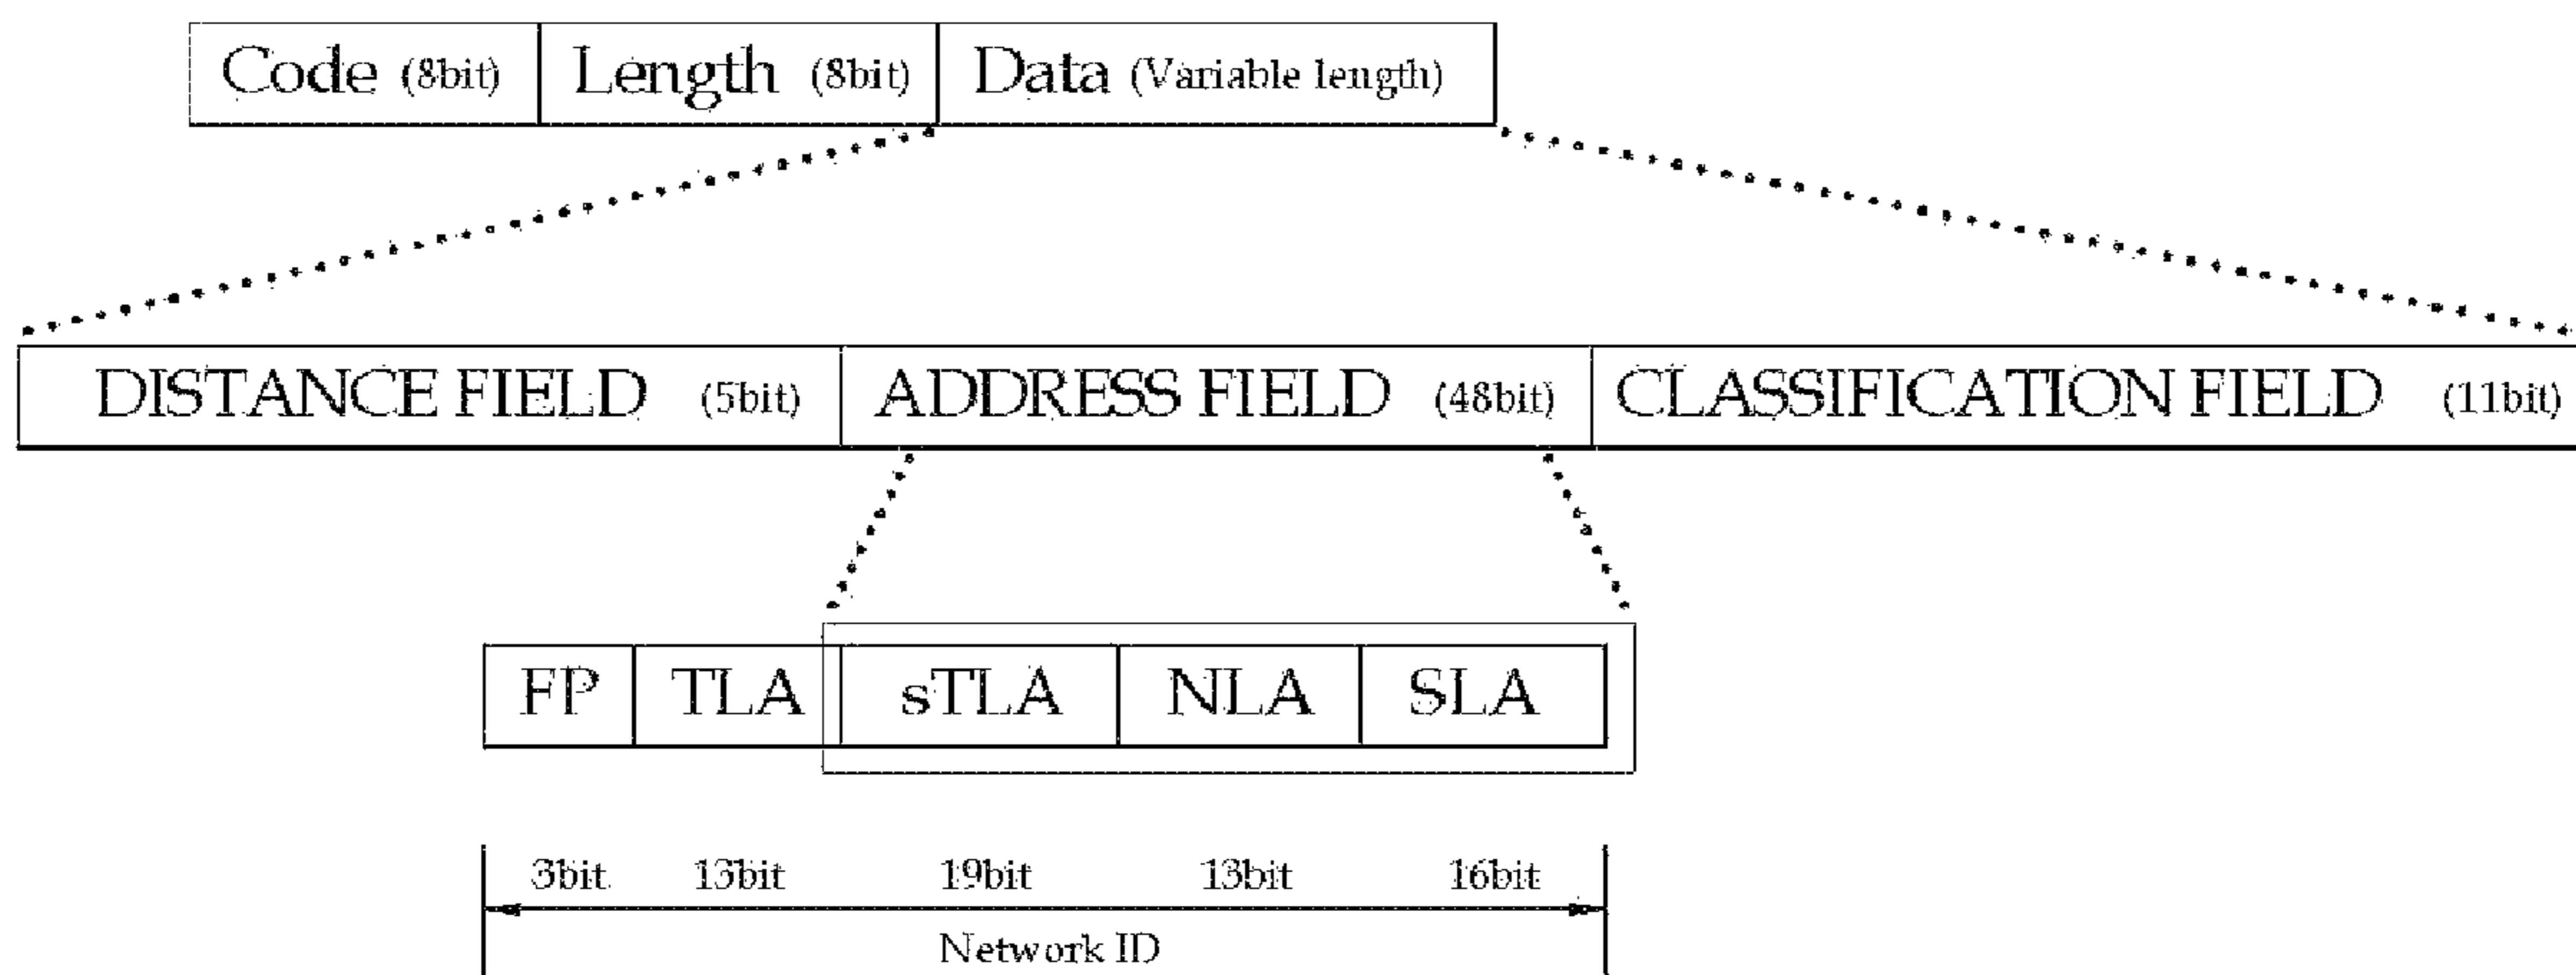 Code (8bit) Length (8bit) Data (Variable length)
DISTANCE FIELD (5bit) ADDRESS FIELD (48bit) CLASSIFICATION FIELD (11bit)
FP TLA sTLA NLA SLA
3bit 13bit 19bit 13bit 16bit
Network ID